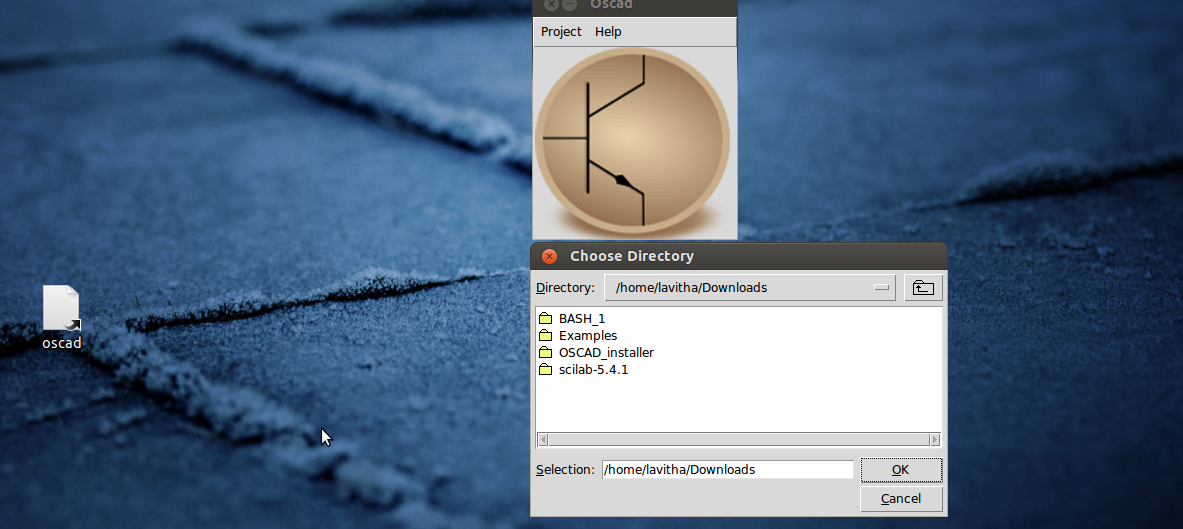 Oscad
Project Help
Choose Directory
Directory: /home/lavitha/Downloads
BASH_1
Examples
OSCAD_installer
scilab-5.4.1
oscad
Selection: /home/lavitha/Downloads OK
Cancel